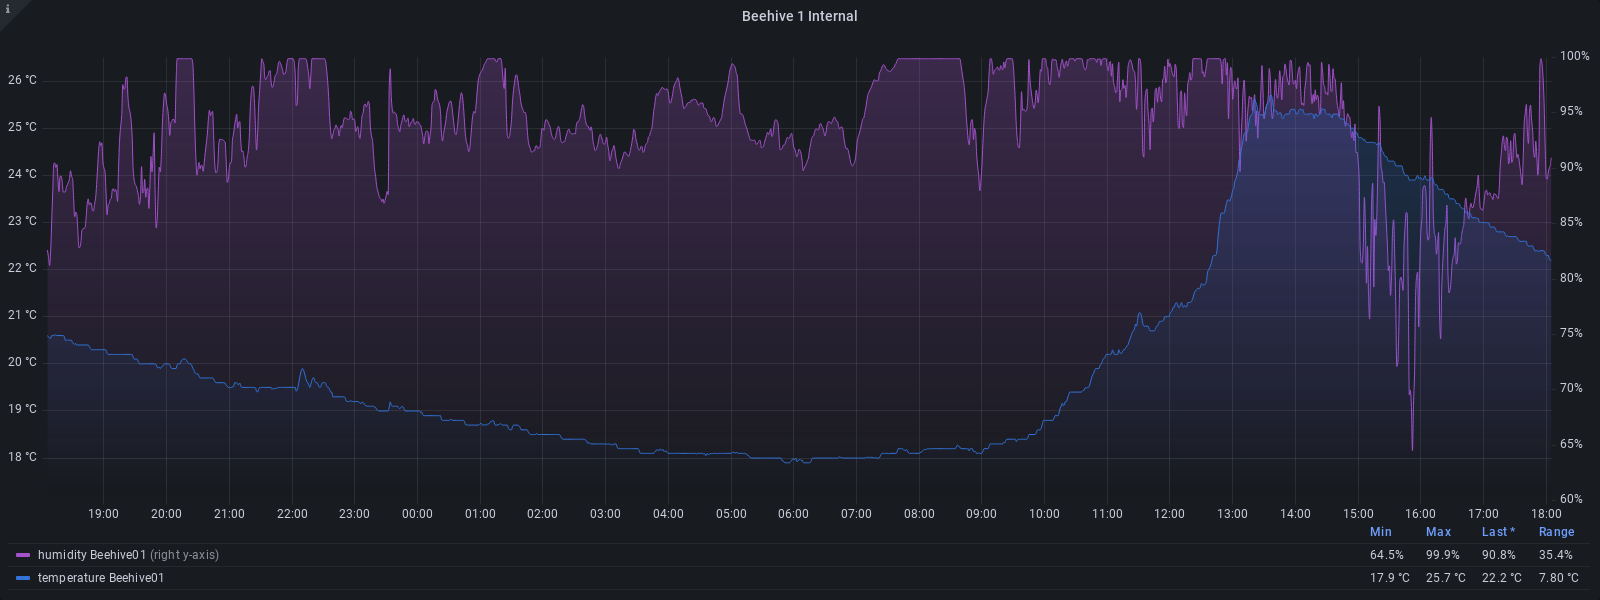 i
Beehive 1 Internal
26 °C
25 °C
24 °C
23 °C
22 °C
21 °C
20 °C
19 °C
18 °C
100%
95%
90%
85%
80%
75%
70%
65%
60%
19:00 20:00 21:00 22:00 23:00 00:00 01:00 02:00 03:00 04:00 05:00 06:00 07:00 08:00 09:00 10:00 11:00 12:00 13:00 14:00 15:00 16:00 17:00 18:00
Min Max Last * Range
humidity Beehive01 (right y-axis) 64.5% 99.9% 90.8% 35.4%
temperature Beehive01 17.9 °C 25.7 °C 22.2 °C 7.80 °C